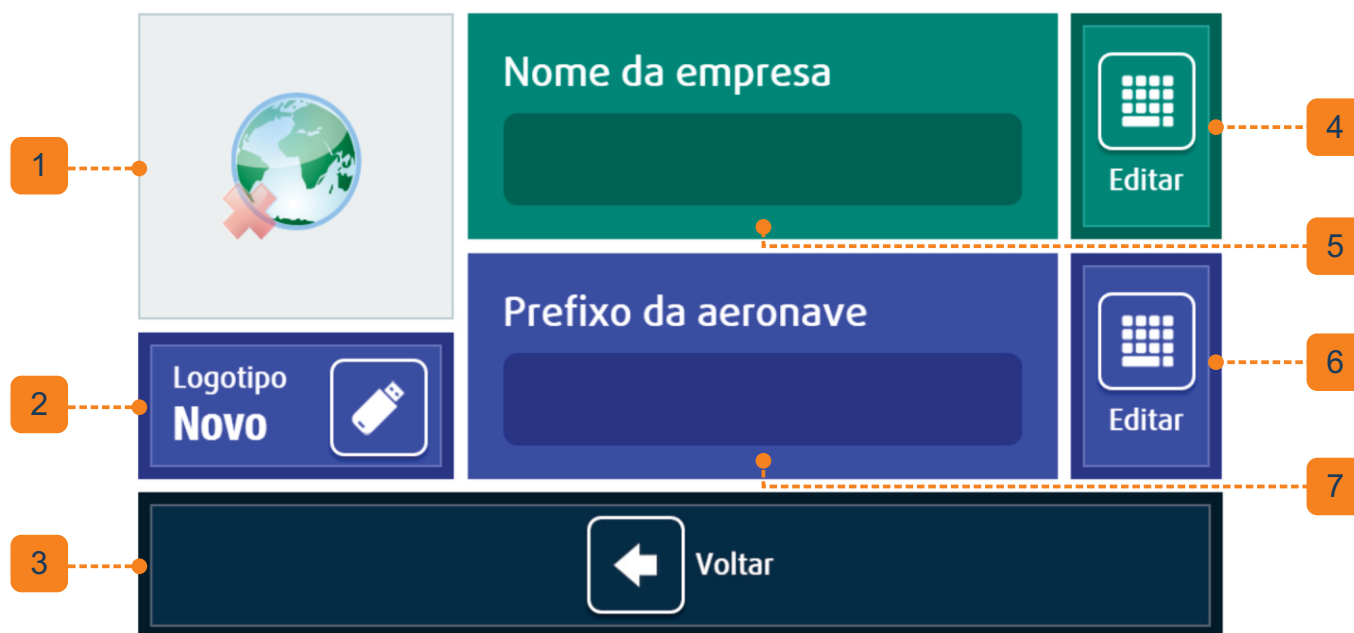 1
2
3
Nome da empresa
Editar
Prefixo da aeronave
Editar
Logotipo
Novo
Voltar
4
5
6
7